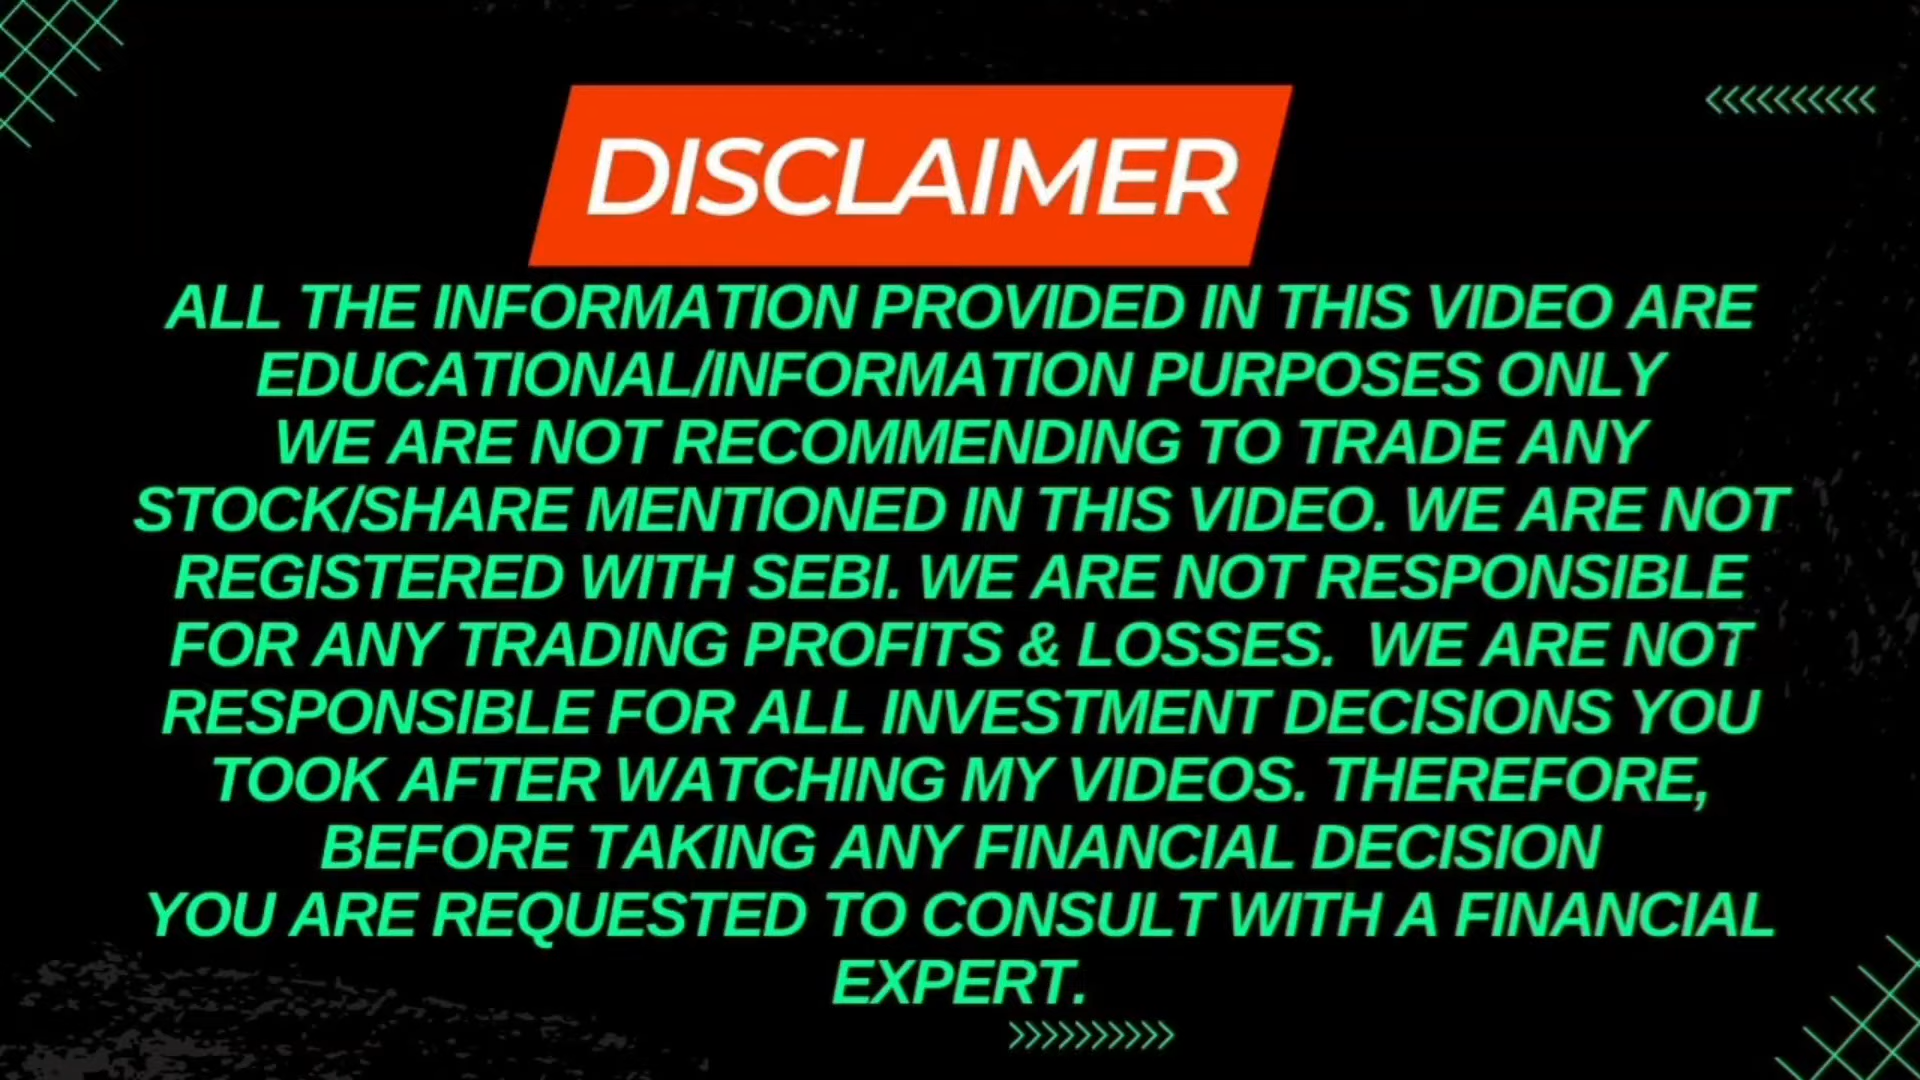 DISCLAIMER
ALL THE INFORMATION PROVIDED IN THIS VIDEO ARE
EDUCATIONAL/INFORMATION PURPOSES ONLY
WE ARE NOT RECOMMENDING TO TRADE ANY
STOCK/SHARE MENTIONED IN THIS VIDEO. WE ARE NOT
REGISTERED WITH SEBI. WE ARE NOT RESPONSIBLE
FOR ANY TRADING PROFITS & LOSSES.  WE ARE NOT
RESPONSIBLE FOR ALL INVESTMENT DECISIONS YOU
TOOK AFTER WATCHING MY VIDEOS. THEREFORE,
BEFORE TAKING ANY FINANCIAL DECISION
YOU ARE REQUESTED TO CONSULT WITH A FINANCIAL
EXPERT.